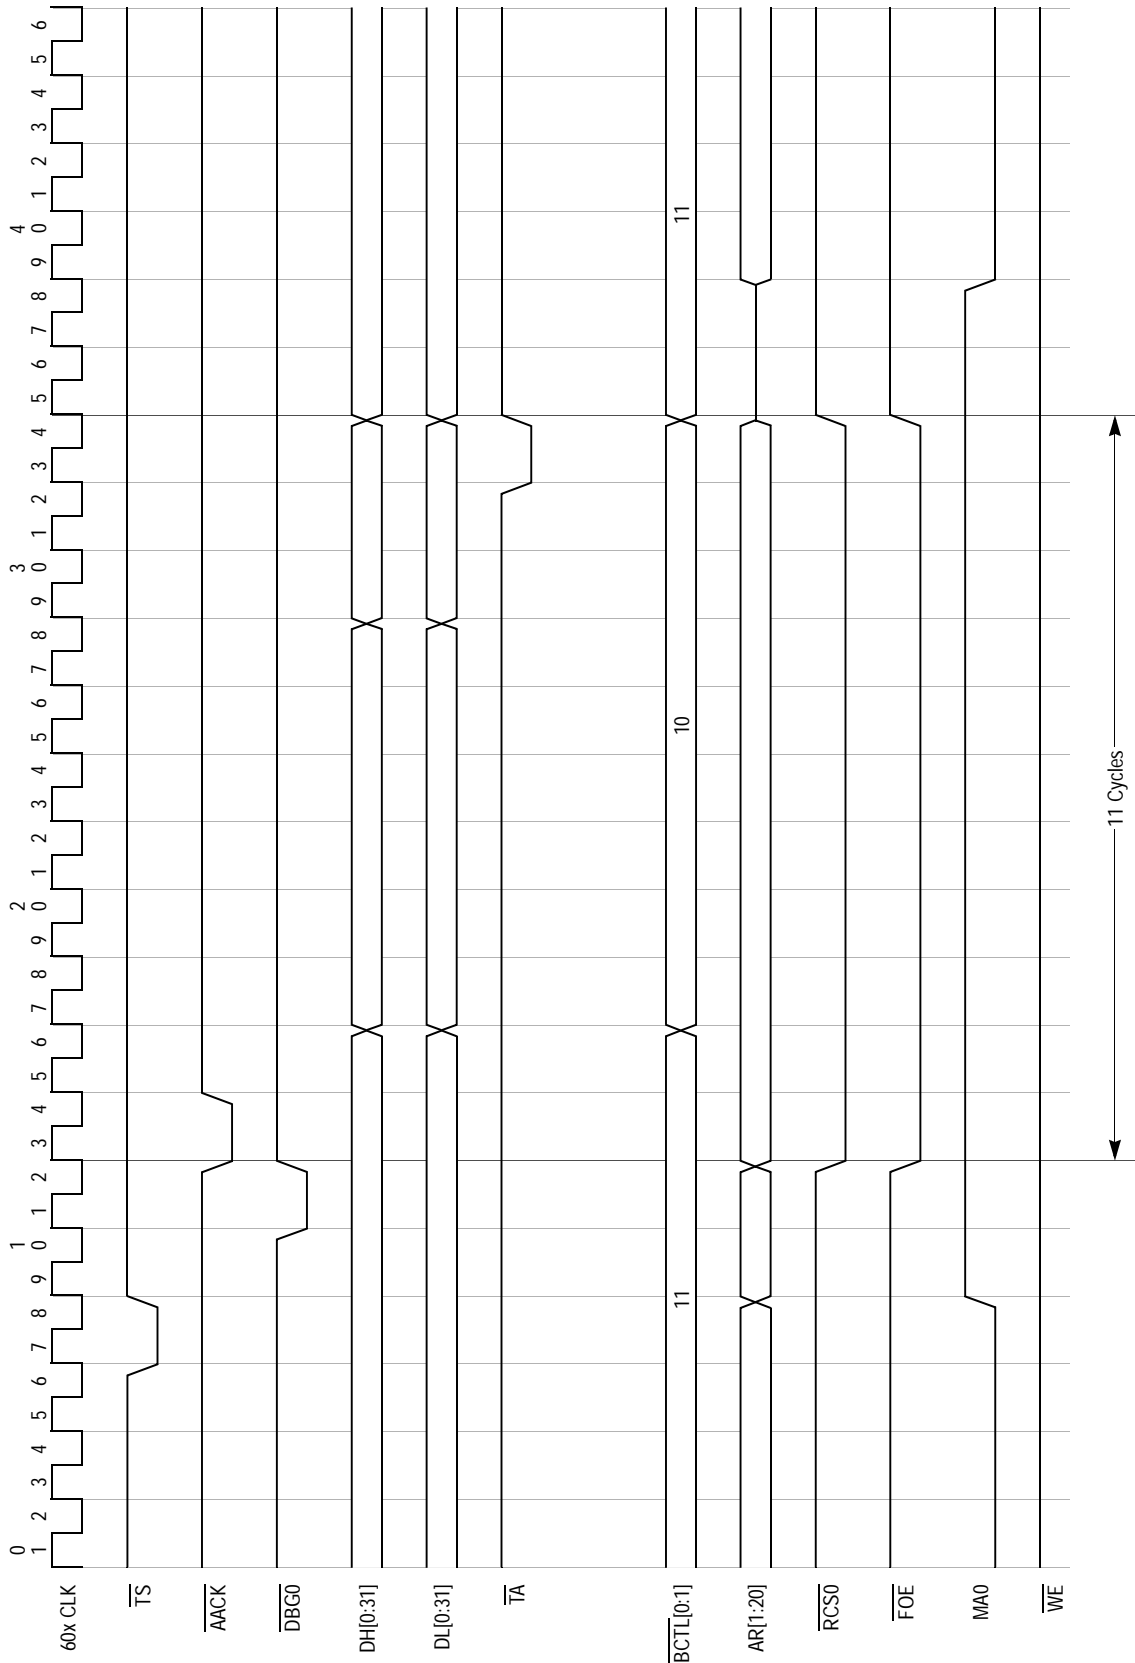 0 1 2 3 4
1 2 3 4 5 6 7 8 9 0 1 2 3 4 5 6 7 8 9 0 1 2 3 4 5 6 7 8 9 0 1 2 3 4 5 6 7 8 9 0 1 2 3 4 5 6
60x CLK
TS
AACK
DBG0
DH[0:31]
DL[0:31]
TA
BCTL[0:1] 11 10 11
AR[1:20]
RCS0
FOE
MA0
WE
11 Cycles